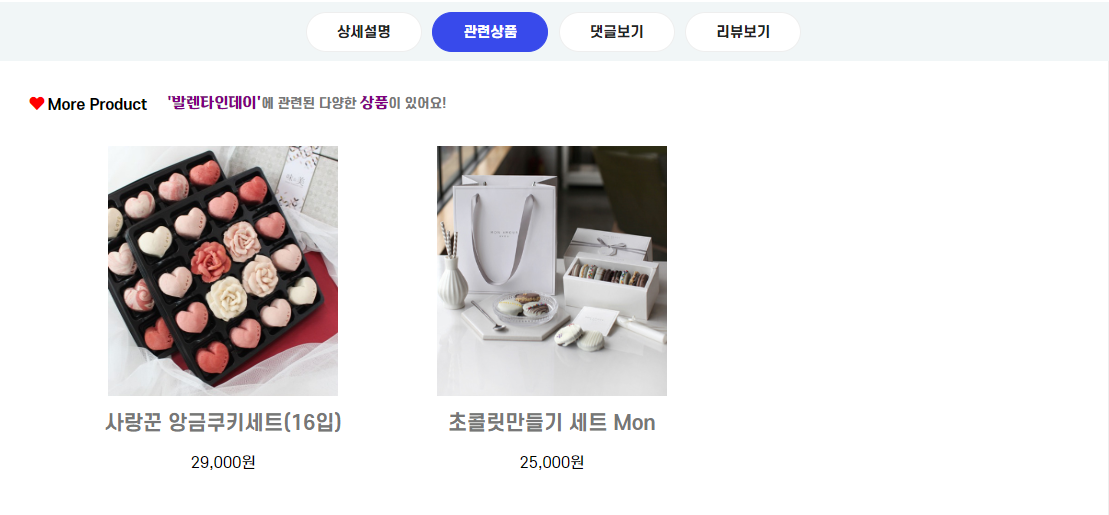 상세설명 관련상품 댓글보기 리뷰보기
More Product '발렌타인데이'에 관련된 다양한 상품이 있어요!
사랑꾼 앙금쿠키세트(16입) 초콜릿만들기 세트 Mon
29,000원 25,000원